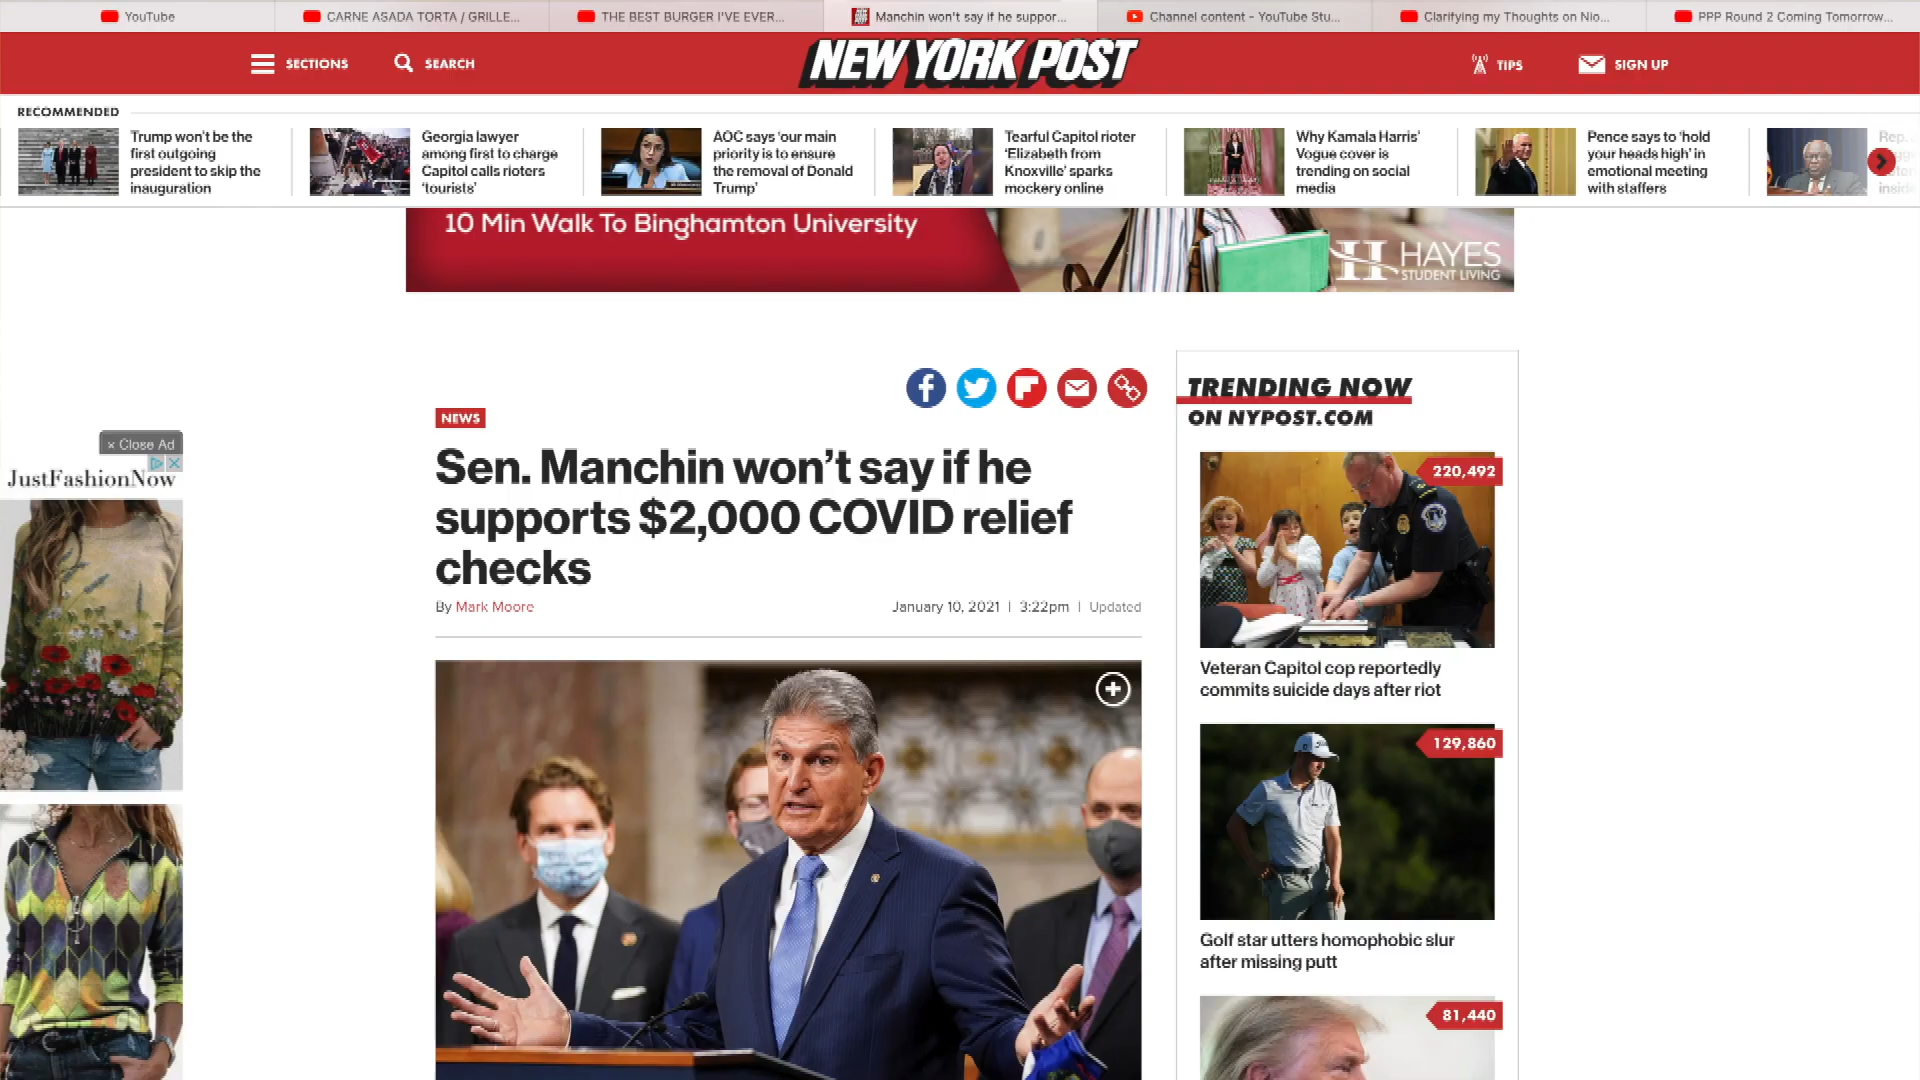 YouTube
CARNE ASADA TORTA / GRILLE...
THE BEST BURGER I'VE EVER...
Manchin won't say if he suppor...
Channel content - YouTube Stu...
Clarifying my Thoughts on Nio...
PPP Round 2 Coming Tomorrow...
SECTIONS
SEARCH
NEW YORK POST
TIPS
SIGN UP
RECOMMENDED
Trump won't be the
first outgoing
president to skip the
inauguration
Georgia lawyer
among first to charge
Capitol calls rioters
'tourists'
AOC says 'our main
priority is to ensure
the removal of Donald
Trump'
Tearful Capitol rioter
'Elizabeth from
Knoxville' sparks
mockery online
Why Kamala Harris'
Vogue cover is
trending on social
media
Pence says to 'hold
your heads high' in
emotional meeting
with staffers
Rep.
inside
10 Min Walk To Binghamton University
HAYES
STUDENT LIVING
× Close Ad
JustFashionNow
NEWS
Sen. Manchin won't say if he
supports $2,000 COVID relief
checks
By Mark Moore
January 10, 2021 | 3:22pm | Updated
TRENDING NOW
ON NYPOST.COM
220,492
Veteran Capitol cop reportedly
commits suicide days after riot
129,860
Golf star utters homophobic slur
after missing putt
81,440